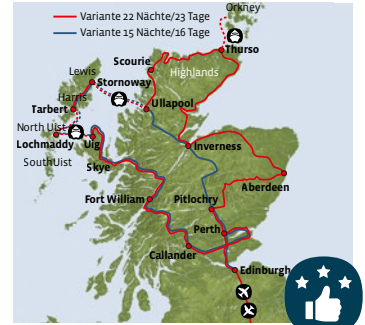 Orkney
Variante 22 Nächte/23 Tage
Variante 15 Nächte/16 Tage
Thurso
Scourie
Highlands
Lewis
Stornoway
Harris
Ullapool
Tarbert
North Uist
Lochmaddy
Uig
Inverness
SouthUist
Skye
Aberdeen
Fort William
Pitlochry
Perth
Callander
Edinburgh